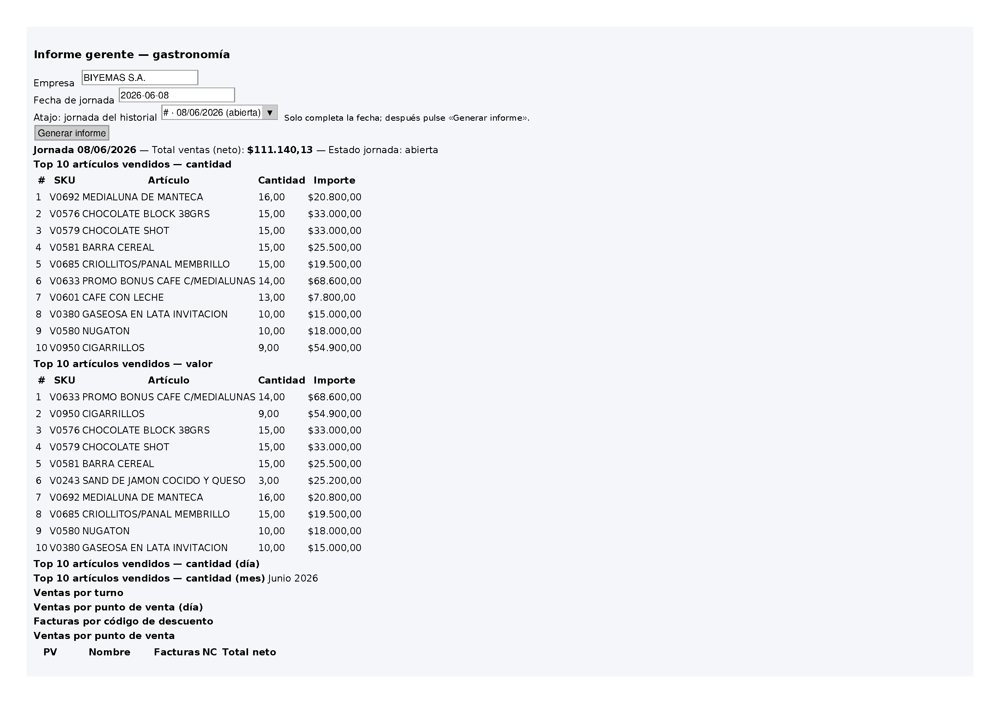 Informe gerente — gastronomía
Empresa BIYEMAS S.A.
Fecha de jornada 2026-06-08
Atajo: jornada del historial # · 08/06/2026 (abierta) ▼ Solo completa la fecha; después pulse «Generar informe».
Generar informe
Jornada 08/06/2026 — Total ventas (neto): $111.140,13 — Estado jornada: abierta
Top 10 artículos vendidos — cantidad
# SKU Artículo Cantidad Importe
1 V0692 MEDIALUNA DE MANTECA 16,00 $20.800,00
2 V0576 CHOCOLATE BLOCK 38GRS 15,00 $33.000,00
3 V0579 CHOCOLATE SHOT 15,00 $33.000,00
4 V0581 BARRA CEREAL 15,00 $25.500,00
5 V0685 CRIOLLITOS/PANAL MEMBRILLO 15,00 $19.500,00
6 V0633 PROMO BONUS CAFE C/MEDIALUNAS 14,00 $68.600,00
7 V0601 CAFE CON LECHE 13,00 $7.800,00
8 V0380 GASEOSA EN LATA INVITACION 10,00 $15.000,00
9 V0580 NUGATON 10,00 $18.000,00
10 V0950 CIGARRILLOS 9,00 $54.900,00
Top 10 artículos vendidos — valor
# SKU Artículo Cantidad Importe
1 V0633 PROMO BONUS CAFE C/MEDIALUNAS 14,00 $68.600,00
2 V0950 CIGARRILLOS 9,00 $54.900,00
3 V0576 CHOCOLATE BLOCK 38GRS 15,00 $33.000,00
4 V0579 CHOCOLATE SHOT 15,00 $33.000,00
5 V0581 BARRA CEREAL 15,00 $25.500,00
6 V0243 SAND DE JAMON COCIDO Y QUESO 3,00 $25.200,00
7 V0692 MEDIALUNA DE MANTECA 16,00 $20.800,00
8 V0685 CRIOLLITOS/PANAL MEMBRILLO 15,00 $19.500,00
9 V0580 NUGATON 10,00 $18.000,00
10 V0380 GASEOSA EN LATA INVITACION 10,00 $15.000,00
Top 10 artículos vendidos — cantidad (día)
Top 10 artículos vendidos — cantidad (mes) Junio 2026
Ventas por turno
Ventas por punto de venta (día)
Facturas por código de descuento
Ventas por punto de venta
PV Nombre Facturas NC Total neto